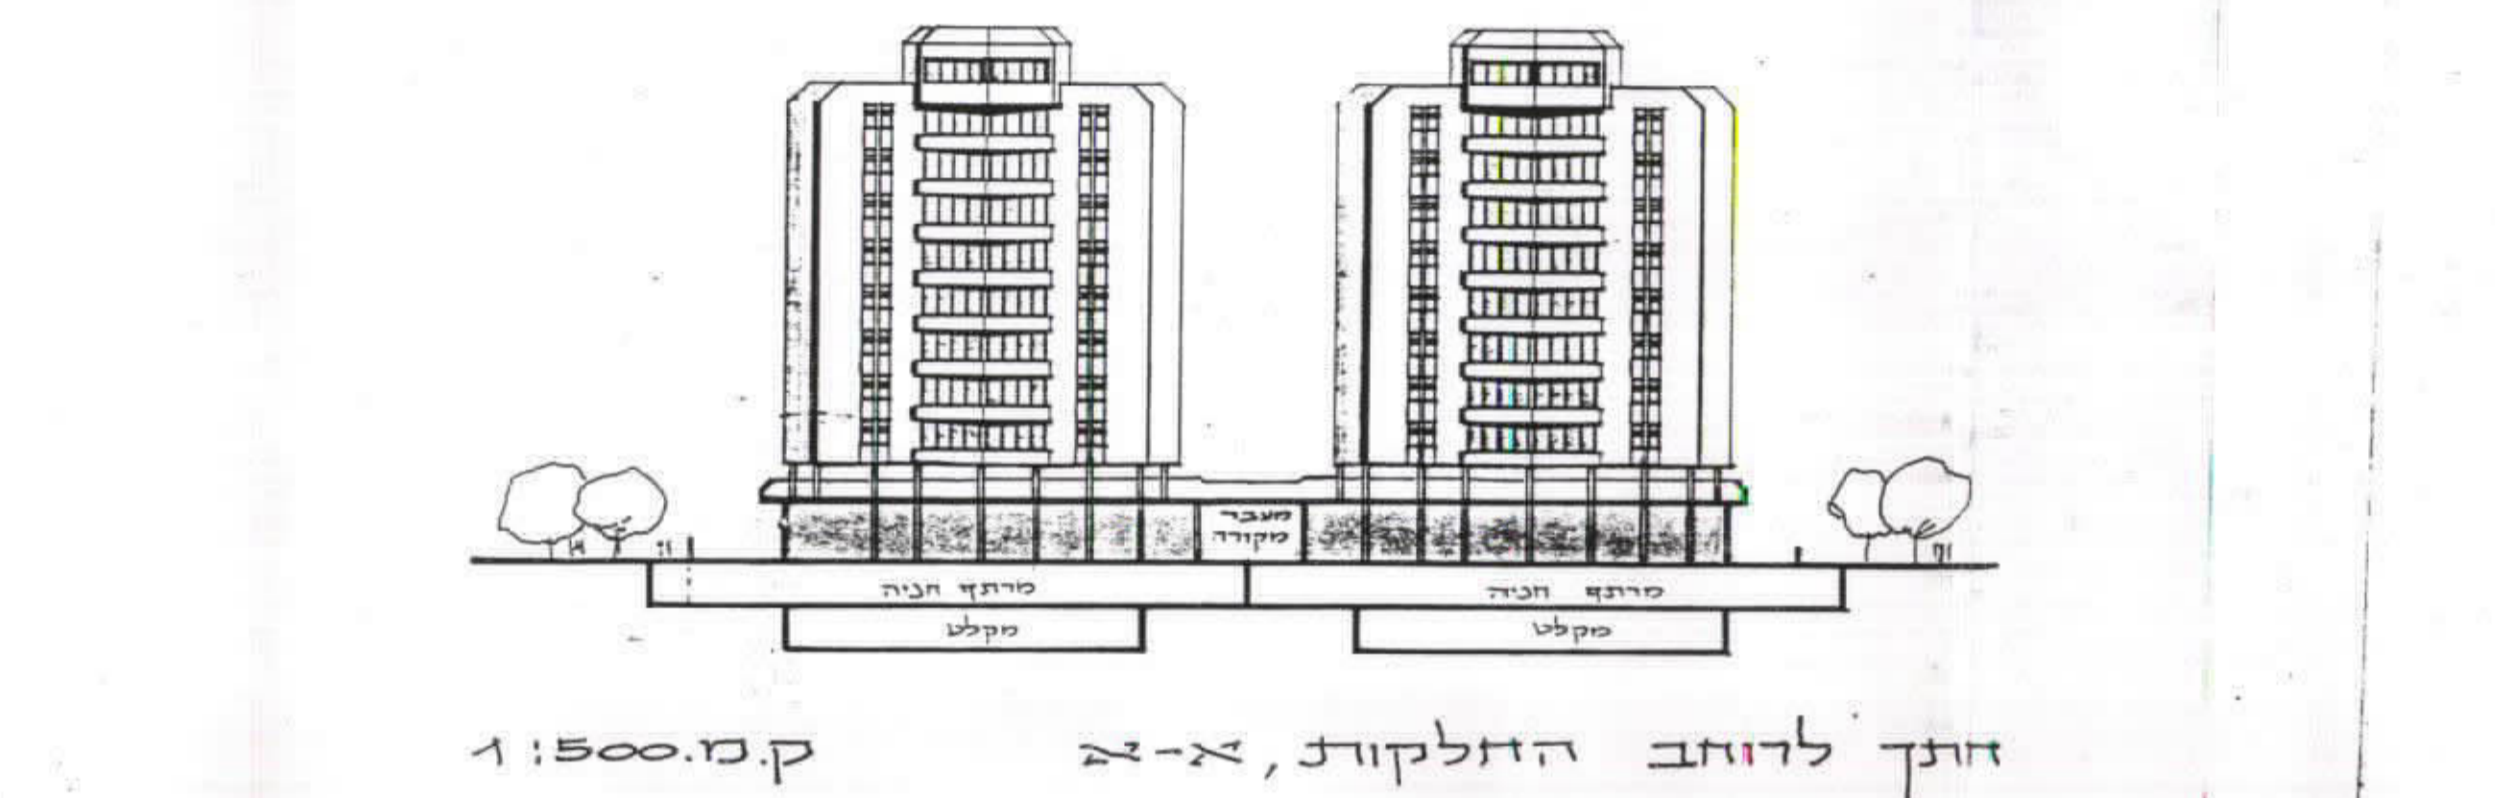 מעבר
מקורה
מרתף חניה
מרתף חניה
מקלט
מקלט
חתך לרוחב החלקות, א-א
ק.מ. 1:500